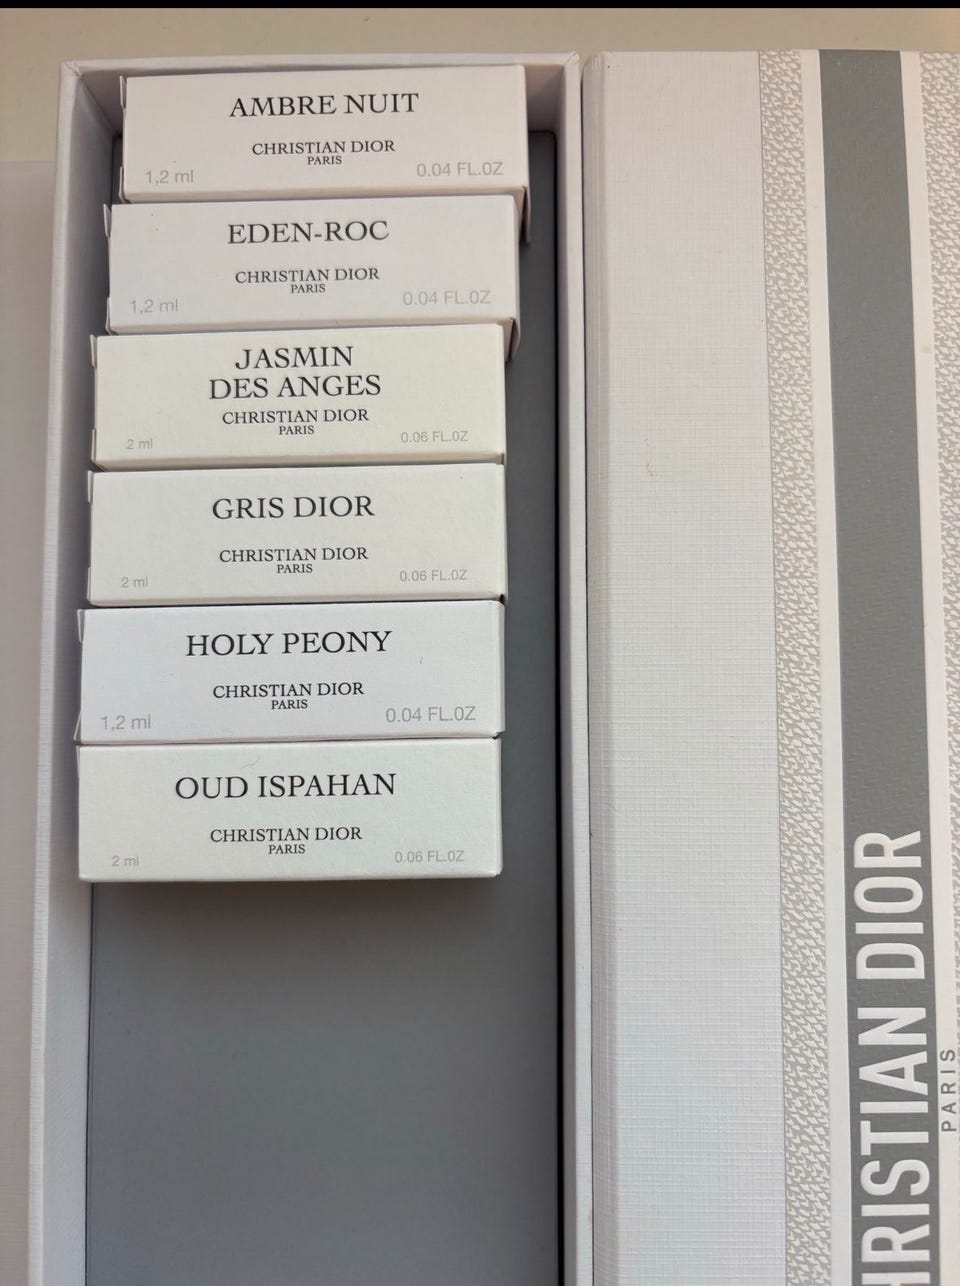 AMBRE NUIT
CHRISTIAN DIOR
PARIS
1,2 ml 0.04 FL.OZ
EDEN-ROC
CHRISTIAN DIOR
PARIS
1,2 ml 0.04 FL.OZ
JASMIN
DES ANGES
CHRISTIAN DIOR
PARIS
2 ml 0.06 FL.OZ
GRIS DIOR
CHRISTIAN DIOR
PARIS
2 ml 0.06 FL.OZ
HOLY PEONY
CHRISTIAN DIOR
PARIS
1,2 ml 0.04 FL.OZ
OUD ISPAHAN
CHRISTIAN DIOR
PARIS
2 ml 0.06 FL.OZ
HRISTIAN DIOR
PARIS